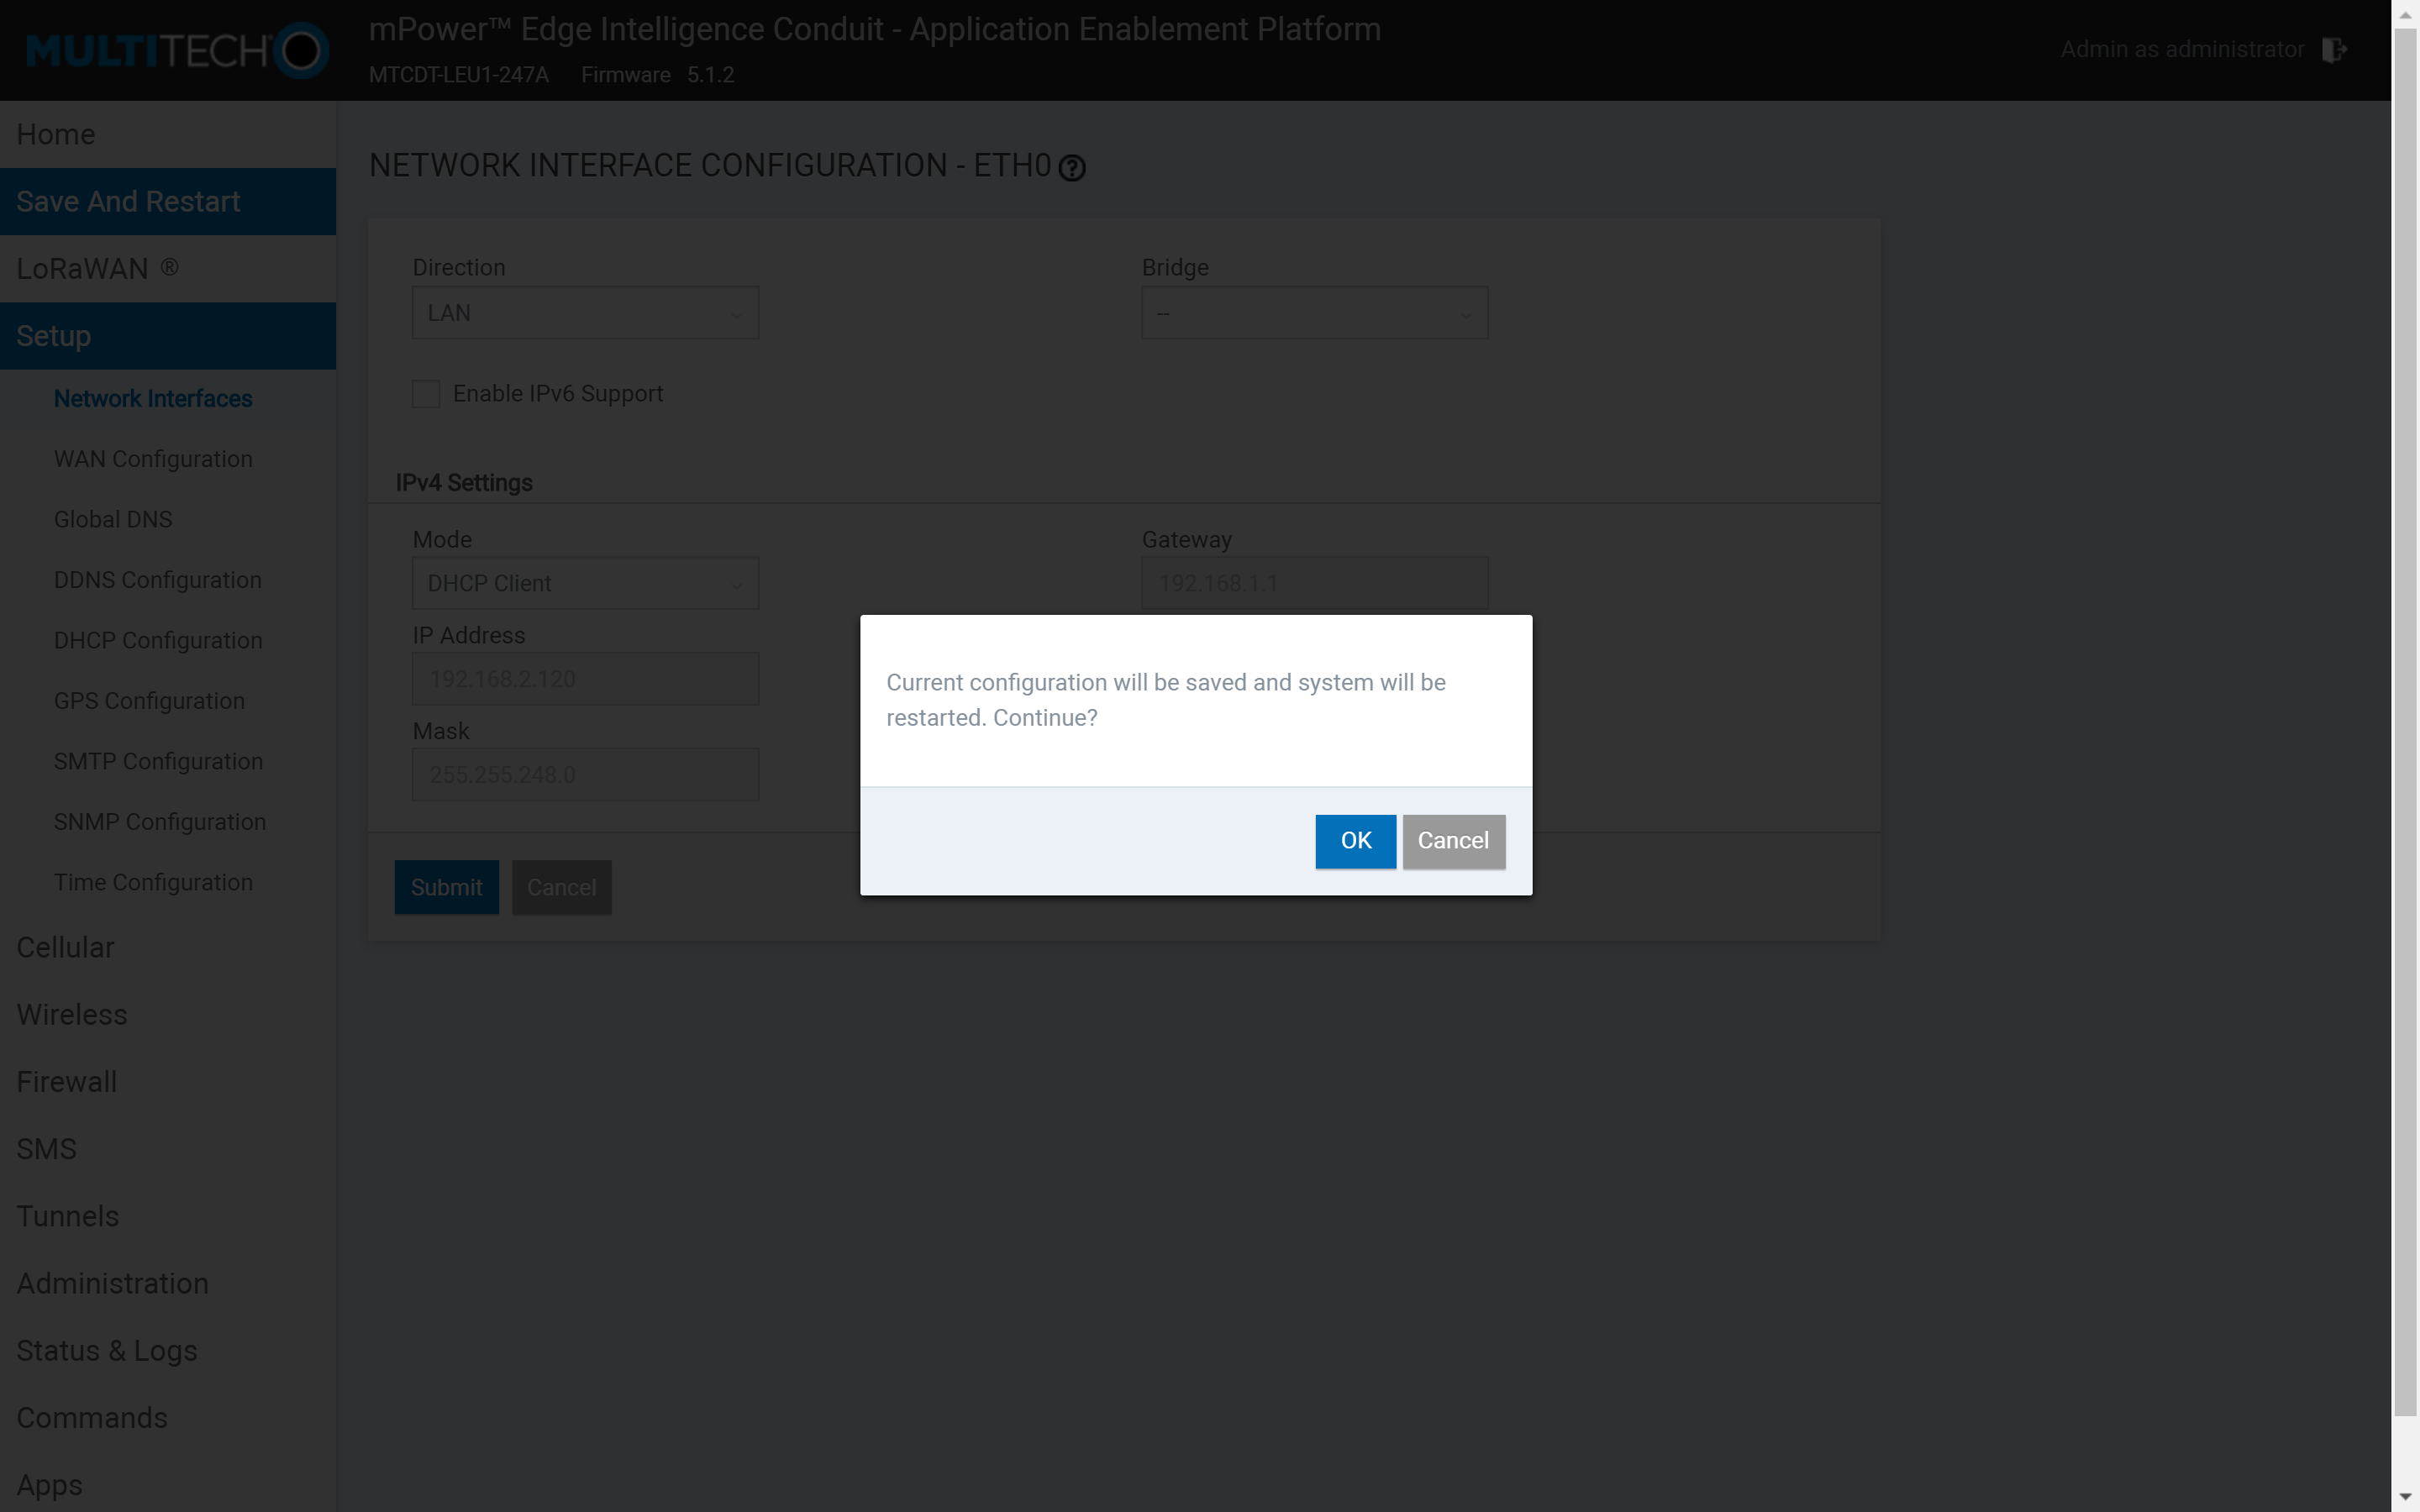 MULTITECH
mPower™ Edge Intelligence Conduit - Application Enablement Platform
MTCDT-LEU1-247A Firmware 5.1.2
Admin as administrator
Home
Save And Restart
LoRaWAN ®
Setup
Network Interfaces
WAN Configuration
Global DNS
DDNS Configuration
DHCP Configuration
GPS Configuration
SMTP Configuration
SNMP Configuration
Time Configuration
Cellular
Wireless
Firewall
SMS
Tunnels
Administration
Status & Logs
Commands
Apps
NETWORK INTERFACE CONFIGURATION - ETH0 ?
Direction
LAN
Bridge
--
Enable IPv6 Support
IPv4 Settings
Mode
DHCP Client
Gateway
192.168.1.1
IP Address
192.168.2.120
Mask
255.255.248.0
Submit
Cancel
Current configuration will be saved and system will be
restarted. Continue?
OK
Cancel